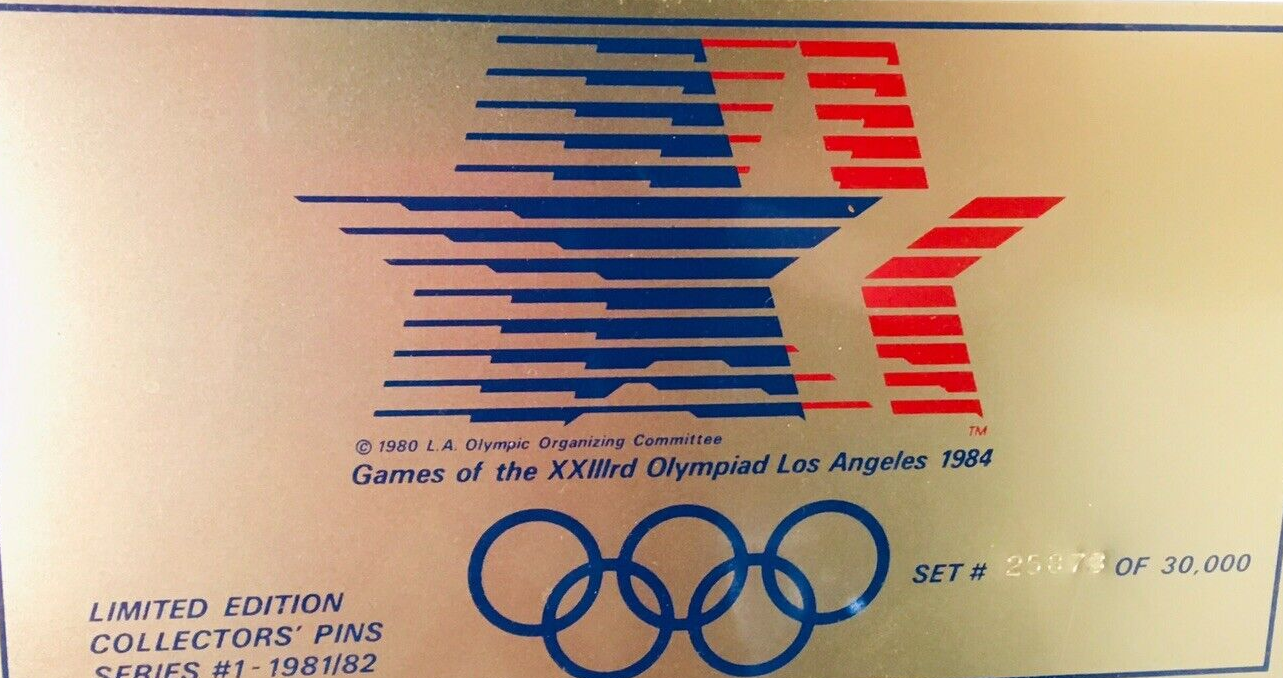 TM
© 1980 L.A. Olympic Organizing Committee
Games of the XXIIIrd Olympiad Los Angeles 1984
SET # OF 30,000
LIMITED EDITION
COLLECTORS' PINS
SERIES #1 - 1981/82